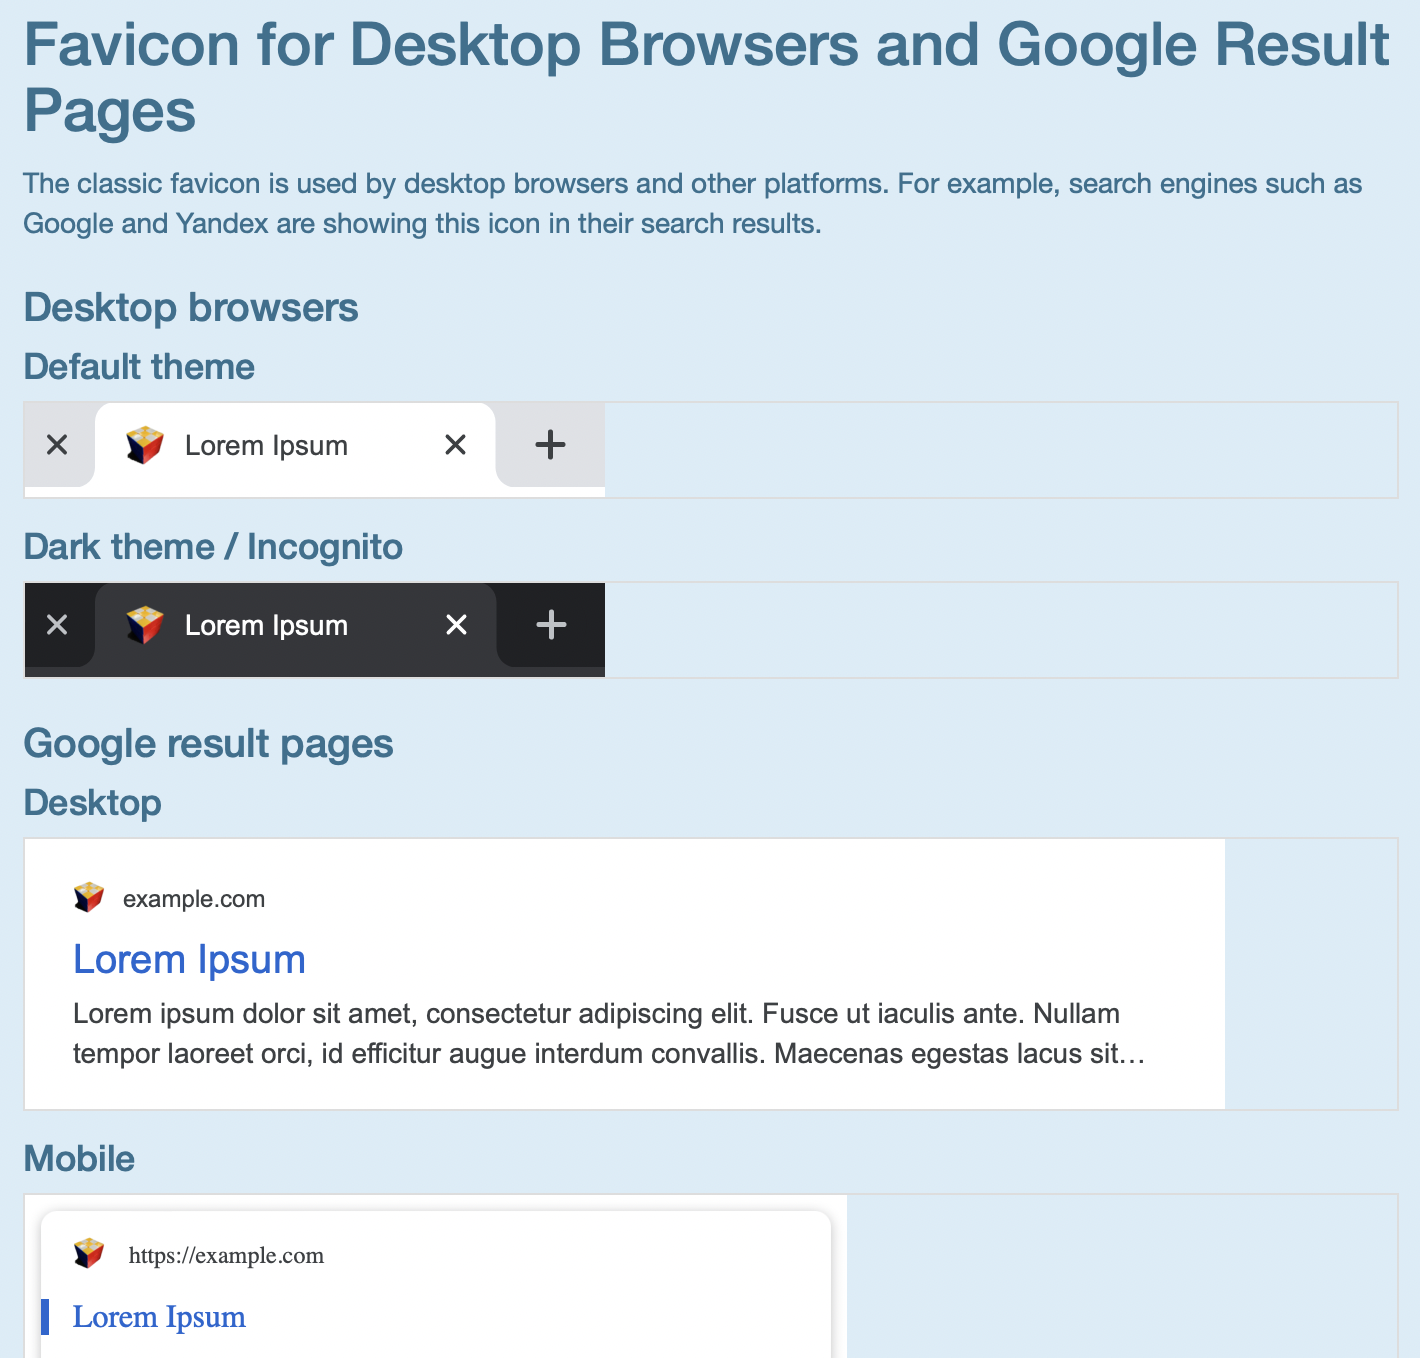 Favicon for Desktop Browsers and Google Result
Pages
The classic favicon is used by desktop browsers and other platforms. For example, search engines such as
Google and Yandex are showing this icon in their search results.
Desktop browsers
Default theme
Lorem Ipsum
Dark theme / Incognito
Lorem Ipsum
Google result pages
Desktop
example.com
Lorem Ipsum
Lorem ipsum dolor sit amet, consectetur adipiscing elit. Fusce ut iaculis ante. Nullam
tempor laoreet orci, id efficitur augue interdum convallis. Maecenas egestas lacus sit…
Mobile
https://example.com
Lorem Ipsum